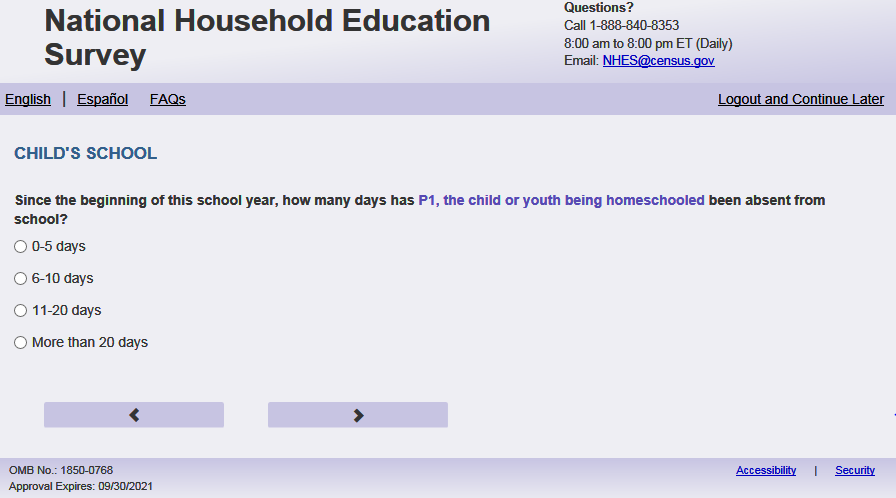 National Household Education
Survey
Questions?
Call 1-888-840-8353
8:00 am to 8:00 pm ET (Daily)
Email: NHES@census.gov
English | Español FAQs
Logout and Continue Later
CHILD'S SCHOOL
Since the beginning of this school year, how many days has P1, the child or youth being homeschooled been absent from
school?
0-5 days
6-10 days
11-20 days
More than 20 days
OMB No.: 1850-0768
Approval Expires: 09/30/2021
Accessibility | Security